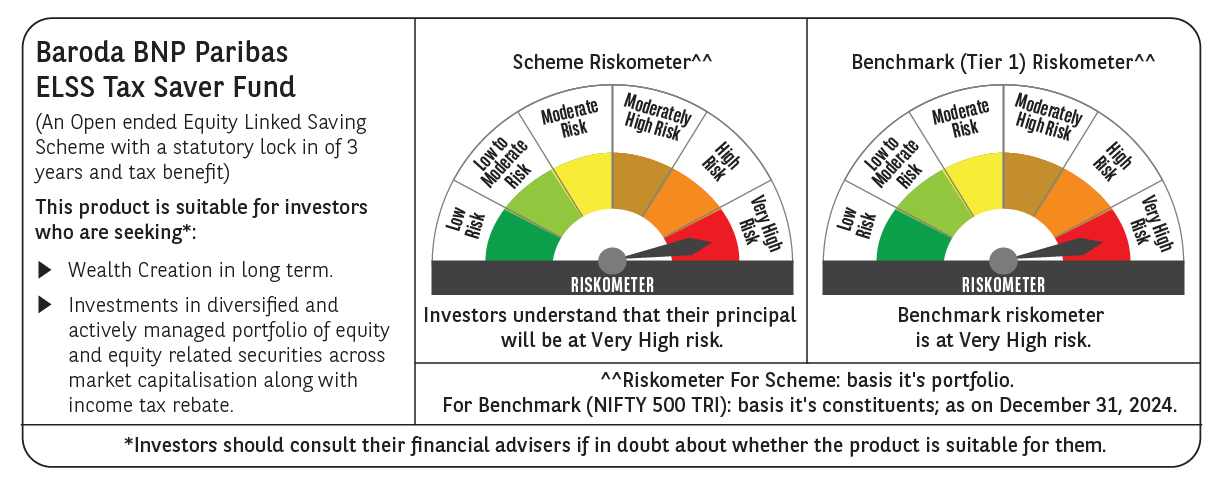 Baroda BNP Paribas
ELSS Tax Saver Fund
(An Open ended Equity Linked Saving
Scheme with a statutory lock in of 3
years and tax benefit)
This product is suitable for investors
who are seeking*:
Wealth Creation in long term.
Investments in diversified and
actively managed portfolio of equity
and equity related securities across
market capitalisation along with
income tax rebate.
Scheme Riskometer^^
Low
Risk
Low to
Moderate
Risk
Moderate
Risk
Moderately
High Risk
High
Risk
Very High
Risk
RISKOMETER
Investors understand that their principal
will be at Very High risk.
Benchmark (Tier 1) Riskometer^^
Low
Risk
Low to
Moderate
Risk
Moderate
Risk
Moderately
High Risk
High
Risk
Very High
Risk
RISKOMETER
Benchmark riskometer
is at Very High risk.
^^Riskometer For Scheme: basis it's portfolio.
For Benchmark (NIFTY 500 TRI): basis it's constituents; as on December 31, 2024.
*Investors should consult their financial advisers if in doubt about whether the product is suitable for them.